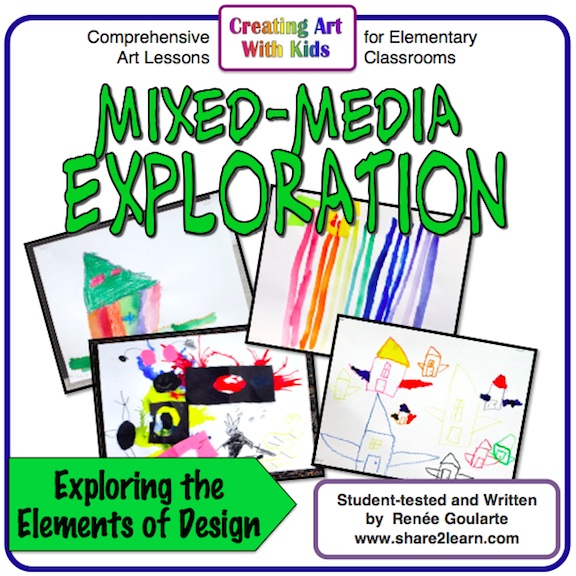 Comprehensive
Art Lessons
Creating Art
With Kids
for Elementary
Classrooms
MIXED-MEDIA
EXPLORATION
Exploring the
Elements of Design
Student-tested and Written
by Renée Goularte
www.share2learn.com